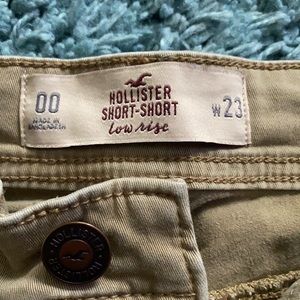 00
MADE IN
BANGLADESH
HOLLISTER
SHORT-SHORT
low rise
W23
HOLLISTER